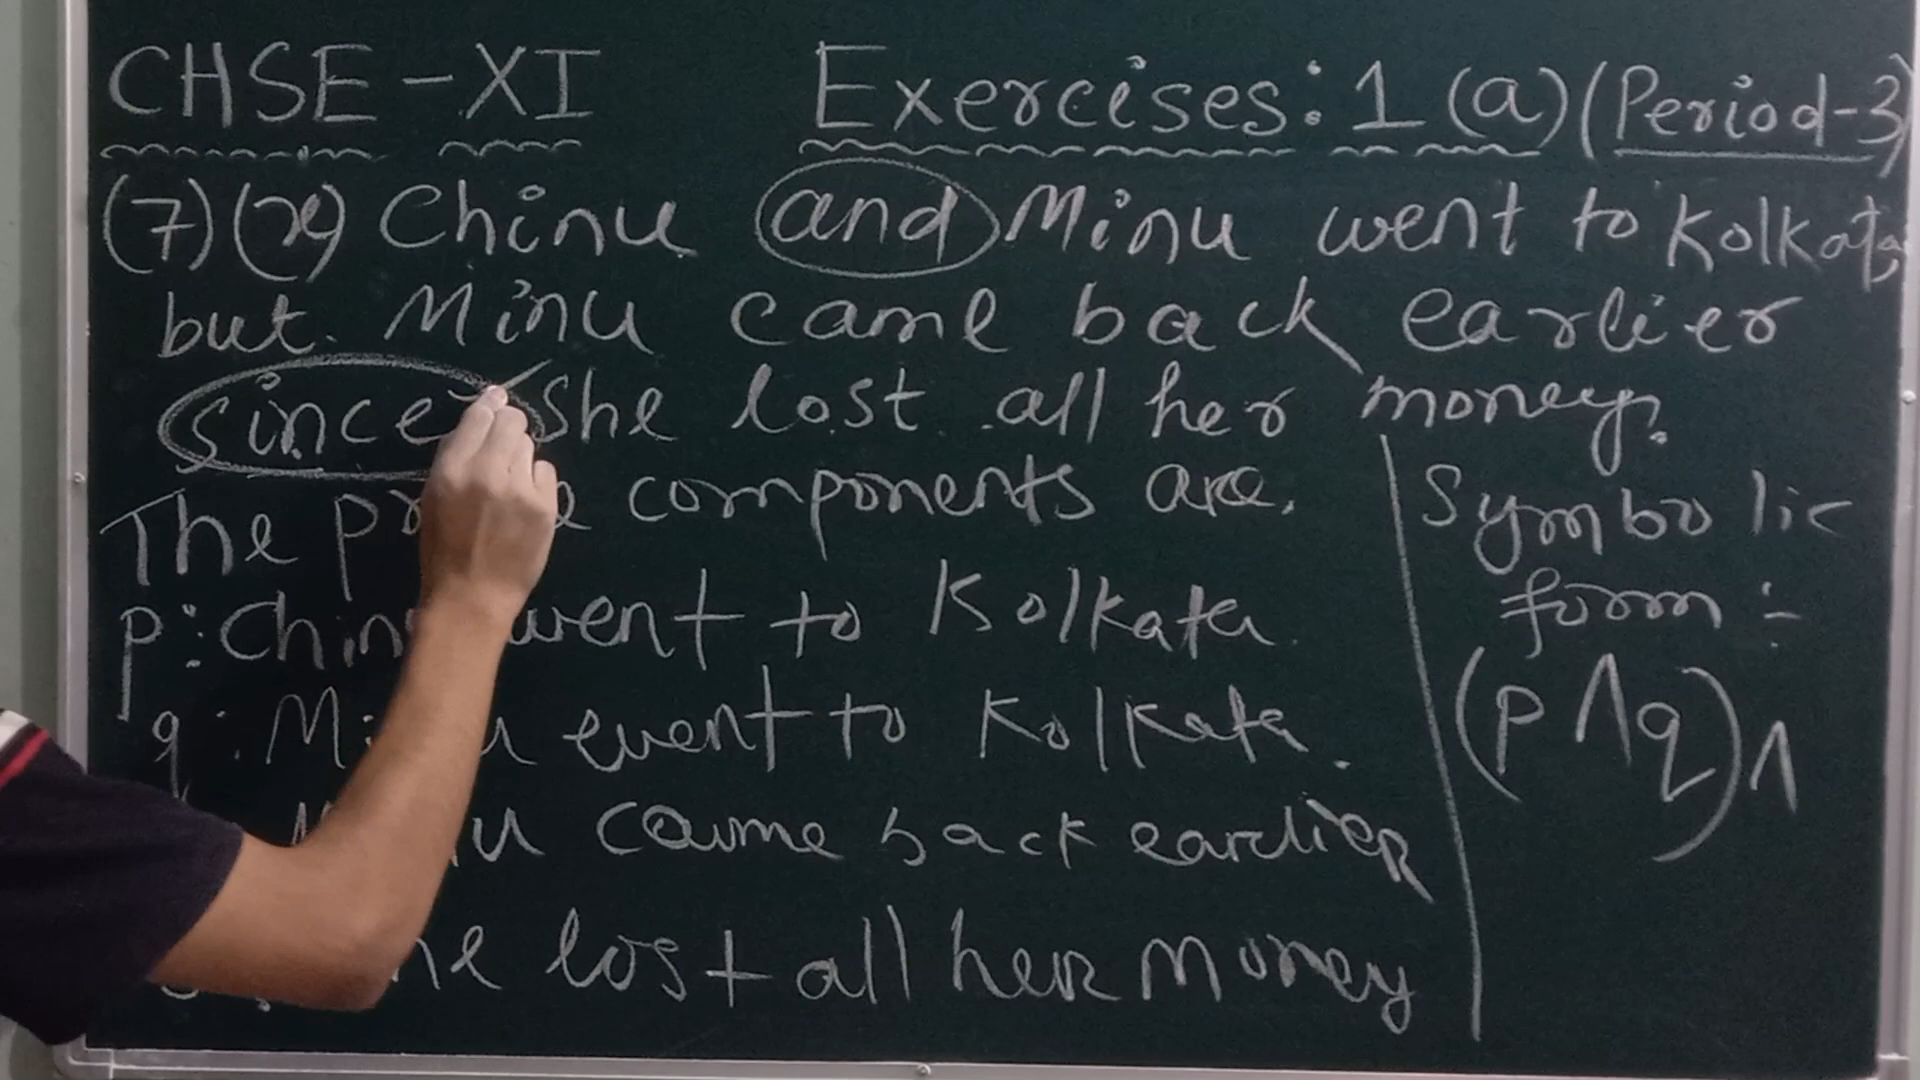 CHSE-XI Exercises: 1 (a) (Period-3)
(7)(x) Chinu and Minu went to Kolkata
but Minu came back earlier
since she lost all her money.
The components are.
p: went to Kolkata.
q: event to Kolkata.
came back earlier
lost all her money
Symbolic
form :-
(p ∧ q) ∧